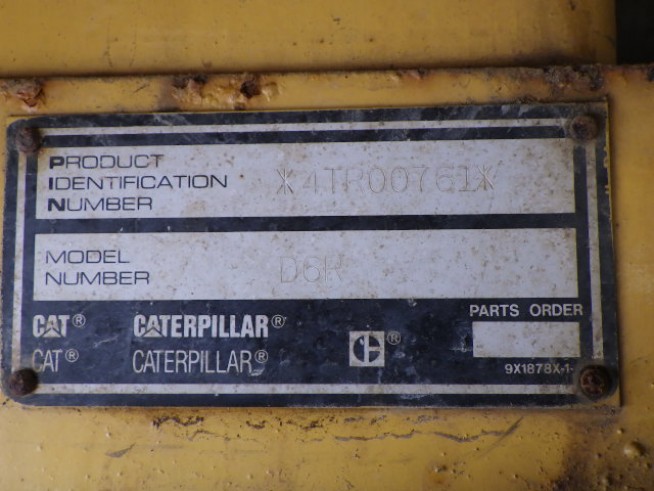 PRODUCT
IDENTIFICATION
NUMBER
*4TR00761*
MODEL
NUMBER
D6R
PARTS ORDER
CAT® CATERPILLAR®
CAT® CATERPILLAR® ®
9X1878X-1-